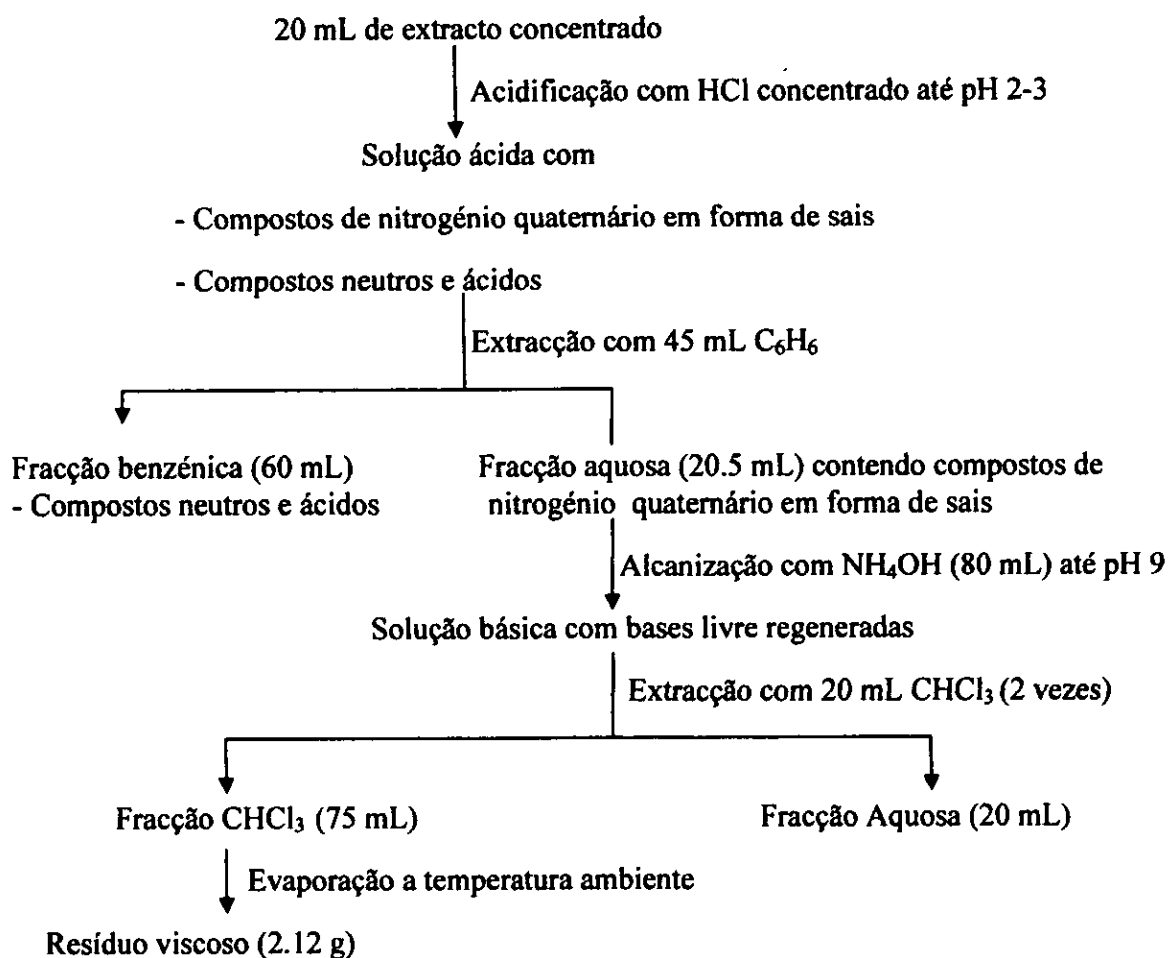 20 mL de extracto concentrado
Acidificação com HCl concentrado até pH 2-3
Solução ácida com
- Compostos de nitrogénio quaternário em forma de sais
- Compostos neutros e ácidos
Extracção com 45 mL C₆H₆
Fracção benzénica (60 mL)
- Compostos neutros e ácidos
Fracção aquosa (20.5 mL) contendo compostos de
nitrogénio quaternário em forma de sais
Alcanização com NH₄OH (80 mL) até pH 9
Solução básica com bases livre regeneradas
Extracção com 20 mL CHCl₃ (2 vezes)
Fracção CHCl₃ (75 mL)
Fracção Aquosa (20 mL)
Evaporação a temperatura ambiente
Resíduo viscoso (2.12 g)